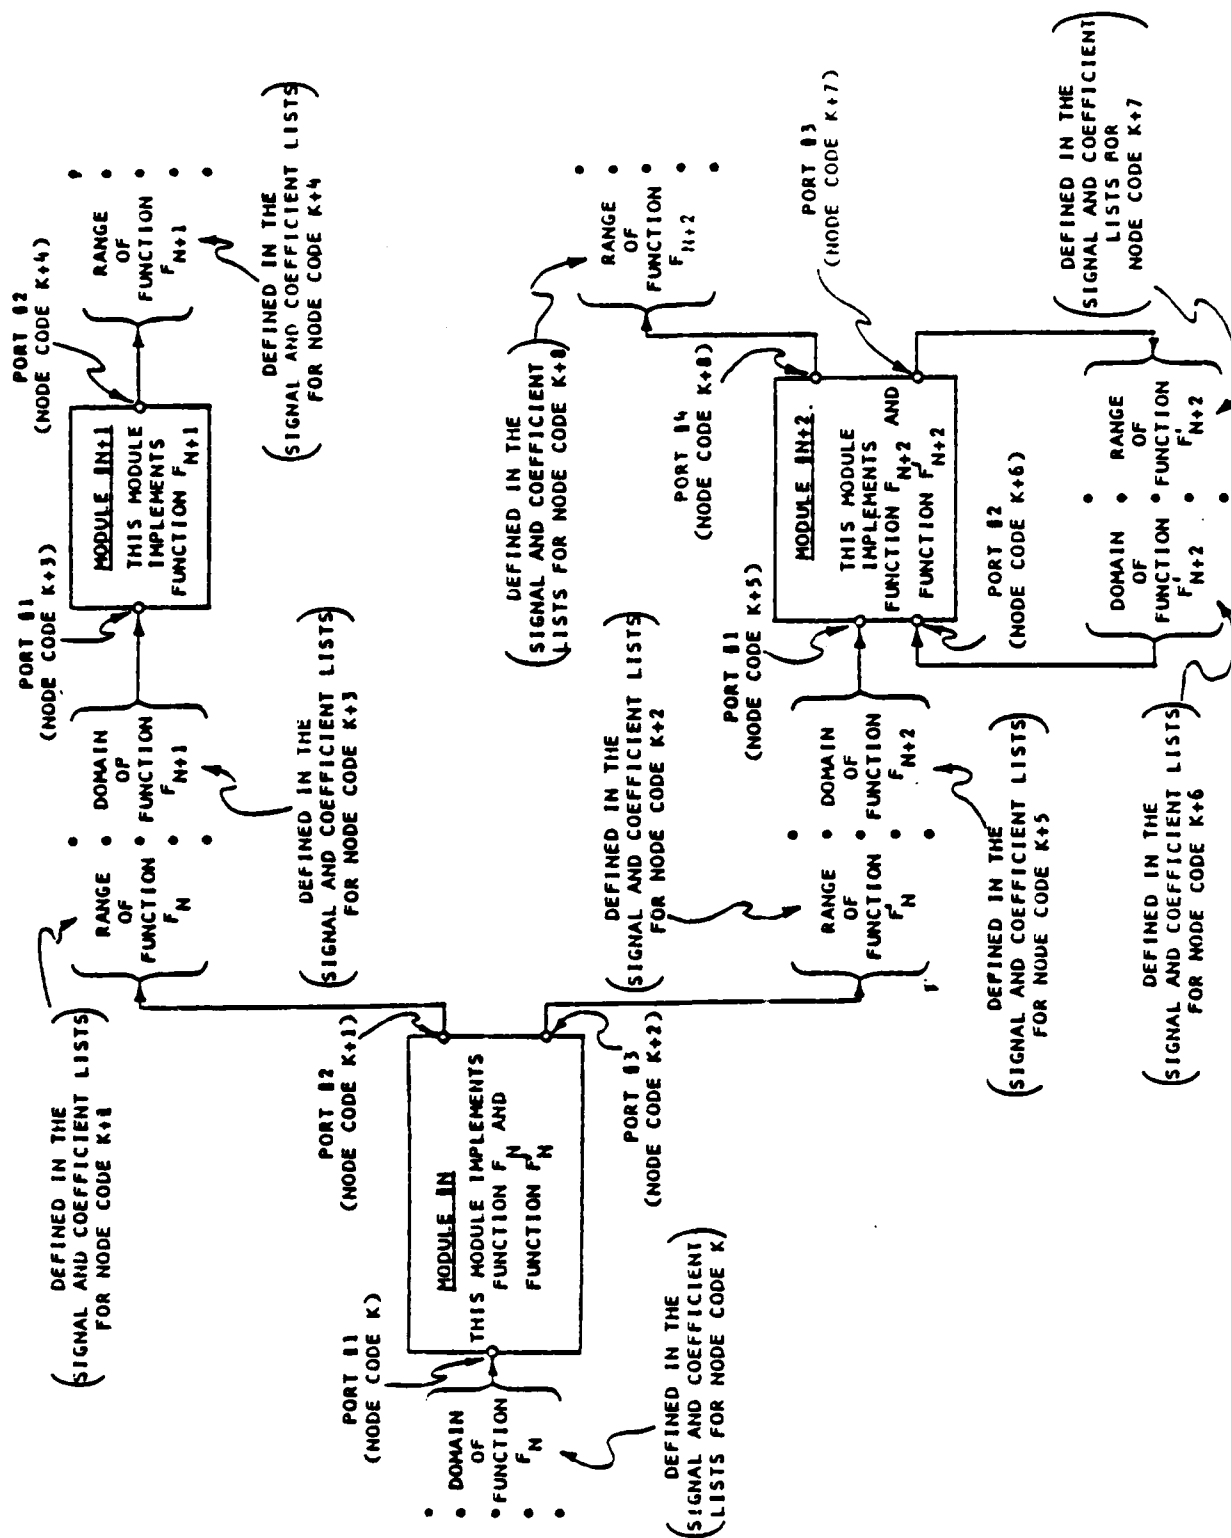 DEFINED IN THE
SIGNAL AND COEFFICIENT LISTS
FOR NODE CODE K+1
RANGE
OF
FUNCTION
F N
DOMAIN
OF
FUNCTION
F N+1
DEFINED IN THE
SIGNAL AND COEFFICIENT LISTS
FOR NODE CODE K+3
PORT #1
(NODE CODE K+3)
MODULE #N+1
THIS MODULE
IMPLEMENTS
FUNCTION F N+1
PORT #2
(NODE CODE K+4)
RANGE
OF
FUNCTION
F N+1
DEFINED IN THE
SIGNAL AND COEFFICIENT LISTS
FOR NODE CODE K+4
DOMAIN
OF
FUNCTION
F N
PORT #1
(NODE CODE K)
MODULE #N
THIS MODULE IMPLEMENTS
FUNCTION F N AND
FUNCTION F' N
PORT #2
(NODE CODE K+1)
PORT #3
(NODE CODE K+2)
DEFINED IN THE
SIGNAL AND COEFFICIENT
LISTS FOR NODE CODE K
DEFINED IN THE
SIGNAL AND COEFFICIENT LISTS
FOR NODE CODE K+2
RANGE
OF
FUNCTION
F' N
DOMAIN
OF
FUNCTION
F N+2
DEFINED IN THE
SIGNAL AND COEFFICIENT LISTS
FOR NODE CODE K+5
PORT #1
(NODE CODE K+5)
MODULE #N+2.
THIS MODULE
IMPLEMENTS
FUNCTION F N+2 AND
FUNCTION F' N+2
PORT #2
(NODE CODE K+6)
PORT #4
(NODE CODE K+8)
DEFINED IN THE
SIGNAL AND COEFFICIENT
LISTS FOR NODE CODE K+8
RANGE
OF
FUNCTION
F N+2
PORT #3
(NODE CODE K+7)
DOMAIN
OF
FUNCTION
F' N+2
RANGE
OF
FUNCTION
F' N+2
DEFINED IN THE
SIGNAL AND COEFFICIENT LISTS
FOR NODE CODE K+6
DEFINED IN THE
SIGNAL AND COEFFICIENT
LISTS FOR
NODE CODE K+7